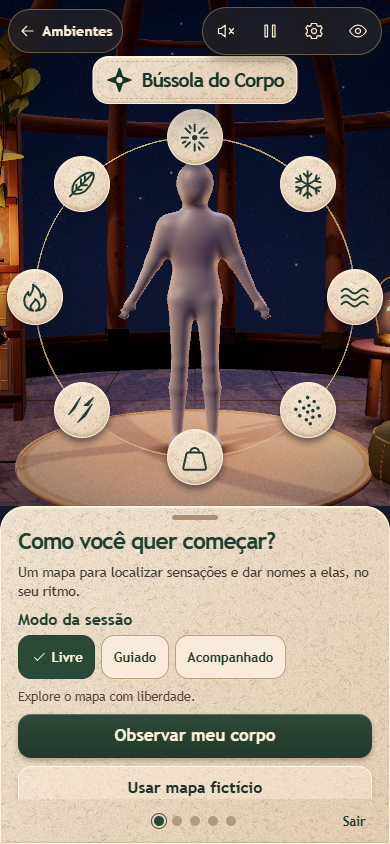 Ambientes
Bússola do Corpo
Como você quer começar?
Um mapa para localizar sensações e dar nomes a elas, no
seu ritmo.
Modo da sessão
Livre
Guiado
Acompanhado
Explore o mapa com liberdade.
Observar meu corpo
Usar mapa fictício
Sair